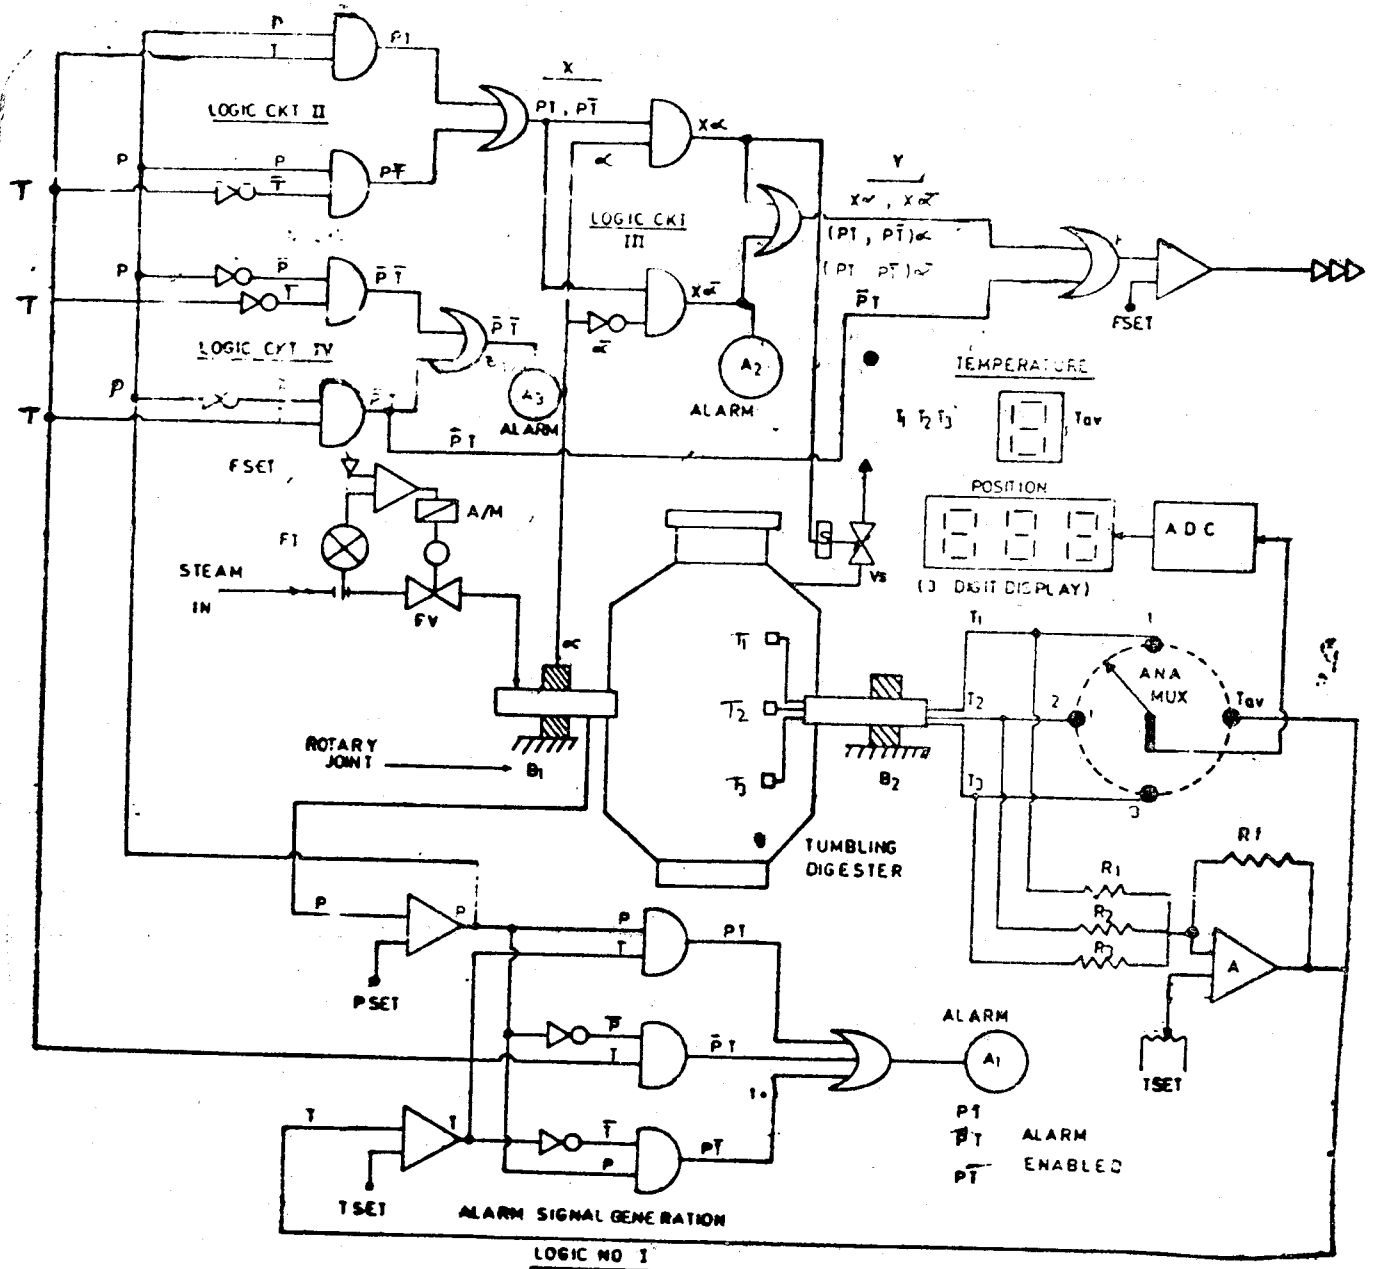 P
T
PT
LOGIC CKT II
X
PT, PT̄
Xα
α
P
P
T
T̄
PT̄
Y
Xα, Xᾱ
LOGIC CKT
III
(PT, PT̄)α
(PT PT̄)ᾱ
P̄T
P
P̄
T̄
P̄T̄
Xᾱ
ᾱ
FSET
T
LOGIC CKT IV
P̄T̄
Z
A2
A3
ALARM
ALARM
TEMPERATURE
T1 T2 T3
Tav
P
T
P̄T
P̄T
FSET
POSITION
A/M
ADC
FT
S
STEAM
IN
Vs
(3 DIGIT DISPLAY)
FV
α
T1
T1
1
ANA
MUX
T2
T2
2
Tav
ROTARY
JOINT
B1
T3
B2
T3
3
TUMBLING
DIGESTER
Rf
R1
R2
R3
P
P
P
T
PT
A
PSET
ALARM
P̄
T
P̄T
A1
TSET
T
T
T̄
P
PT̄
PT
P̄T
PT̄
ALARM
ENABLED
TSET
ALARM SIGNAL GENERATION
LOGIC NO I